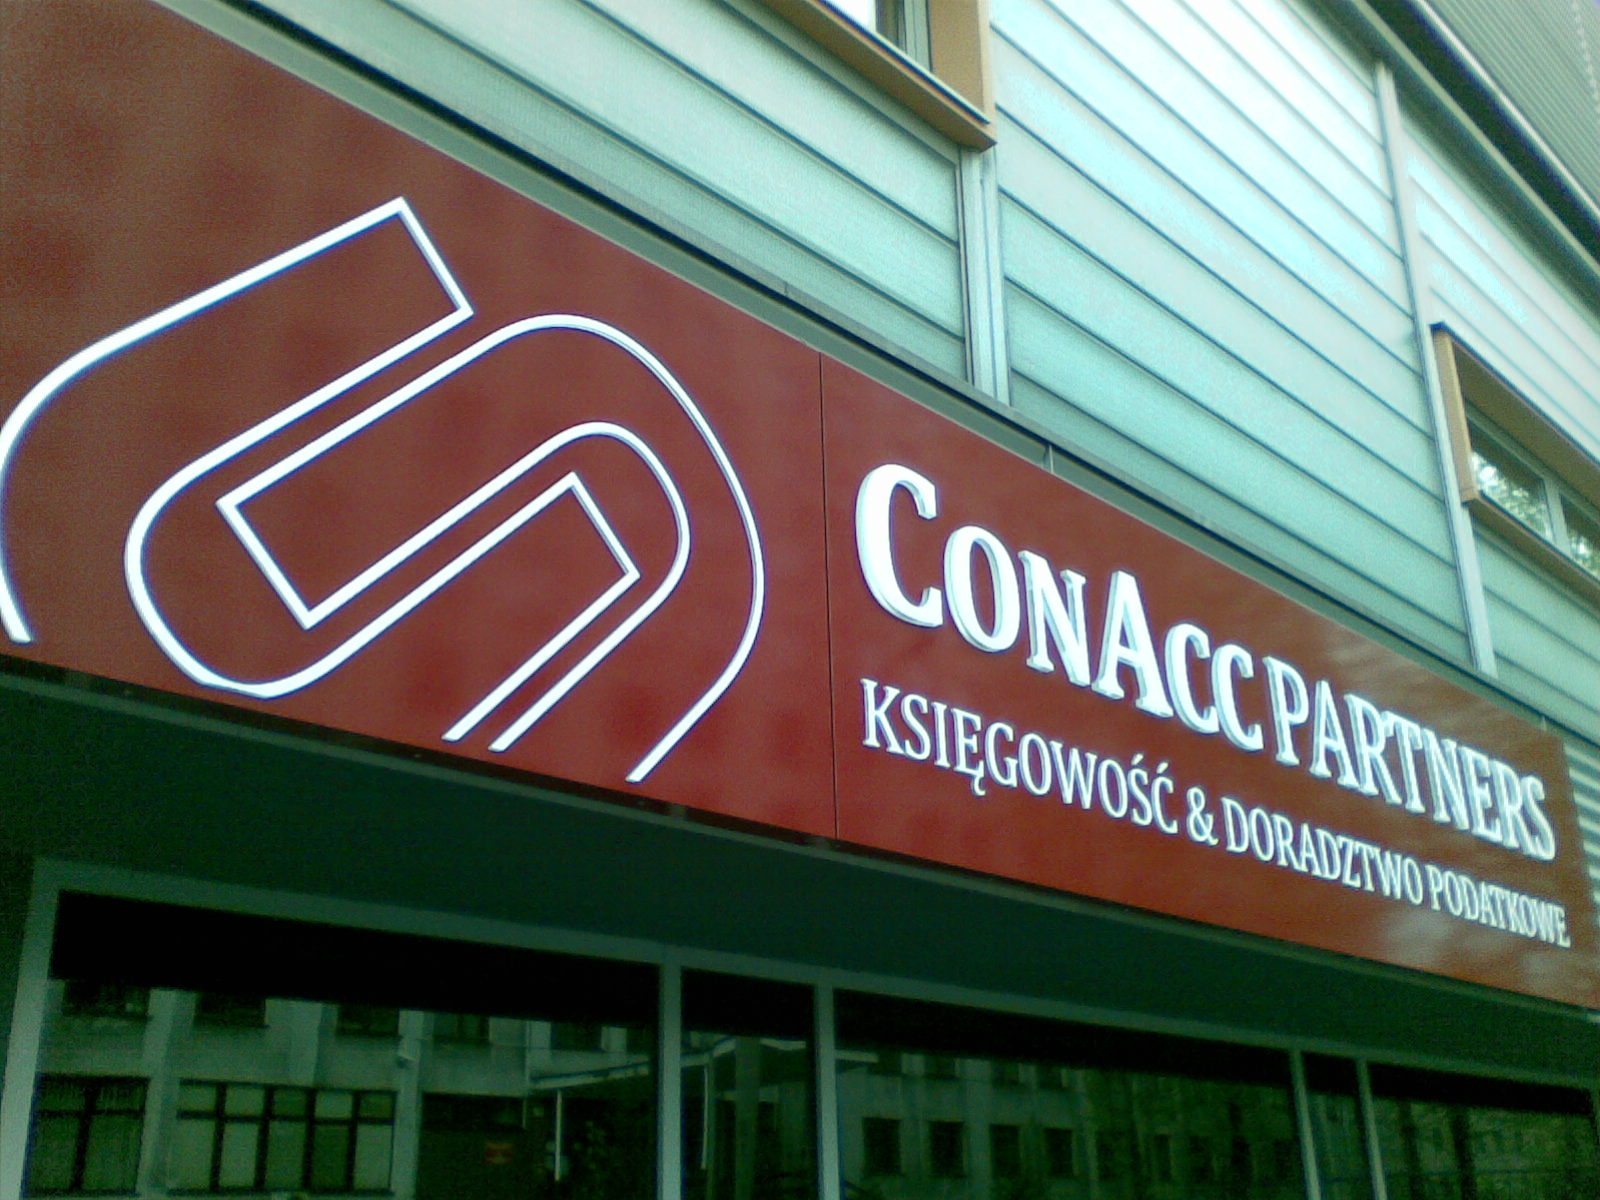 CONACC PARTNERS
KSIĘGOWOŚĆ & DORADZTWO PODATKOWE